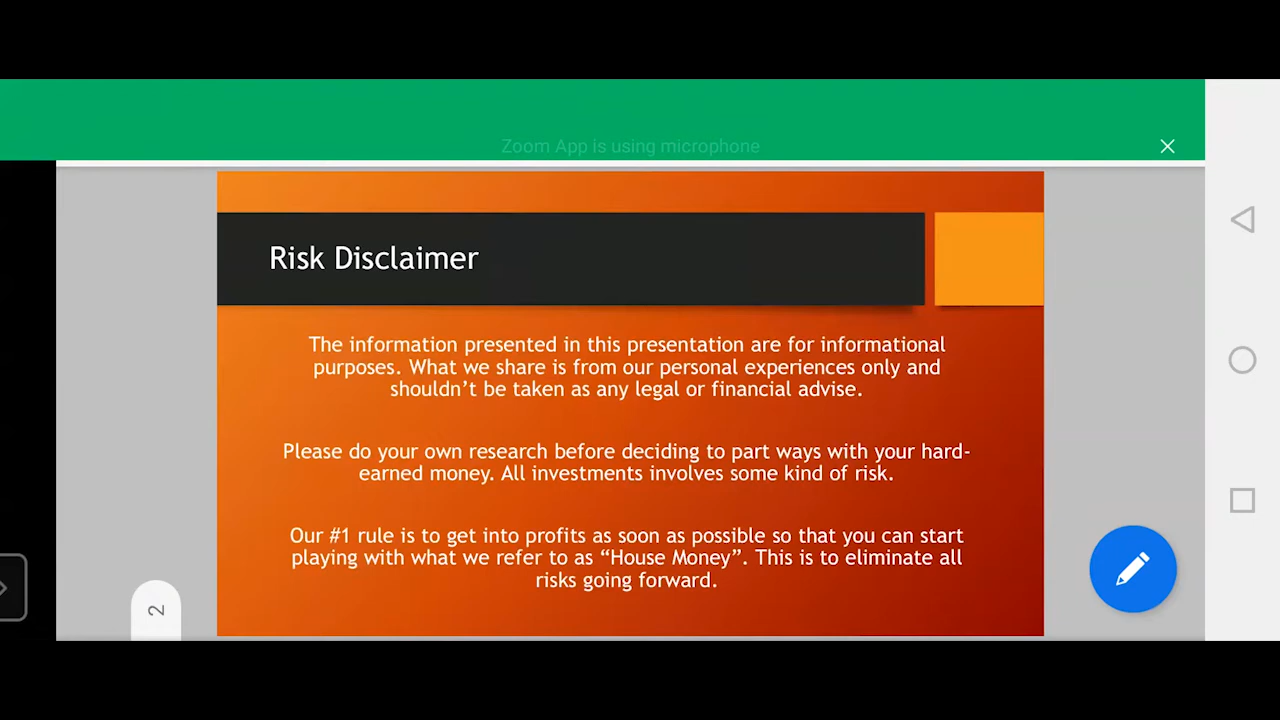 Zoom App is using microphone
Risk Disclaimer
The information presented in this presentation are for informational
purposes. What we share is from our personal experiences only and
shouldn’t be taken as any legal or financial advise.
Please do your own research before deciding to part ways with your hard-
earned money. All investments involves some kind of risk.
Our #1 rule is to get into profits as soon as possible so that you can start
playing with what we refer to as “House Money”. This is to eliminate all
risks going forward.
2